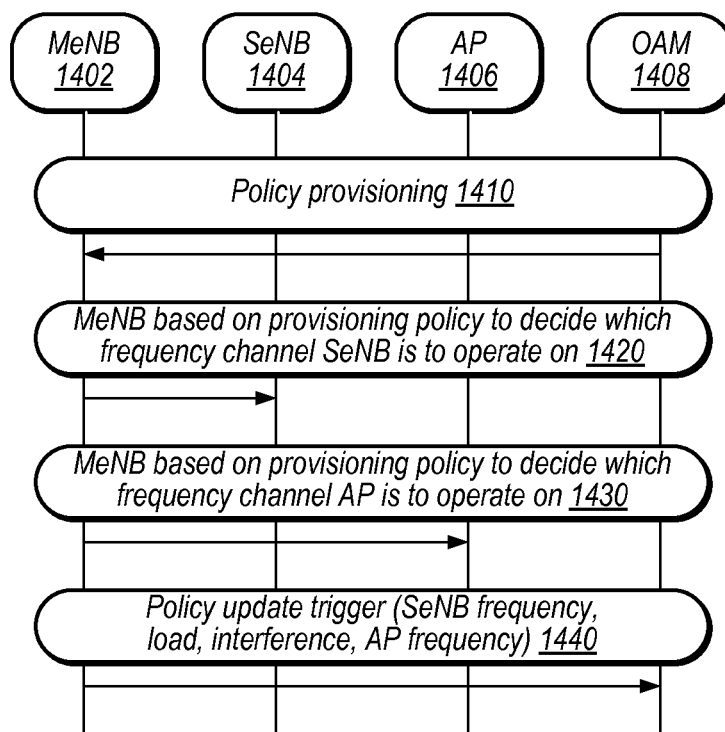 MeNB
1402
SeNB
1404
AP
1406
OAM
1408
Policy provisioning 1410
MeNB based on provisioning policy to decide which
frequency channel SeNB is to operate on 1420
MeNB based on provisioning policy to decide which
frequency channel AP is to operate on 1430
Policy update trigger (SeNB frequency,
load, interference, AP frequency) 1440